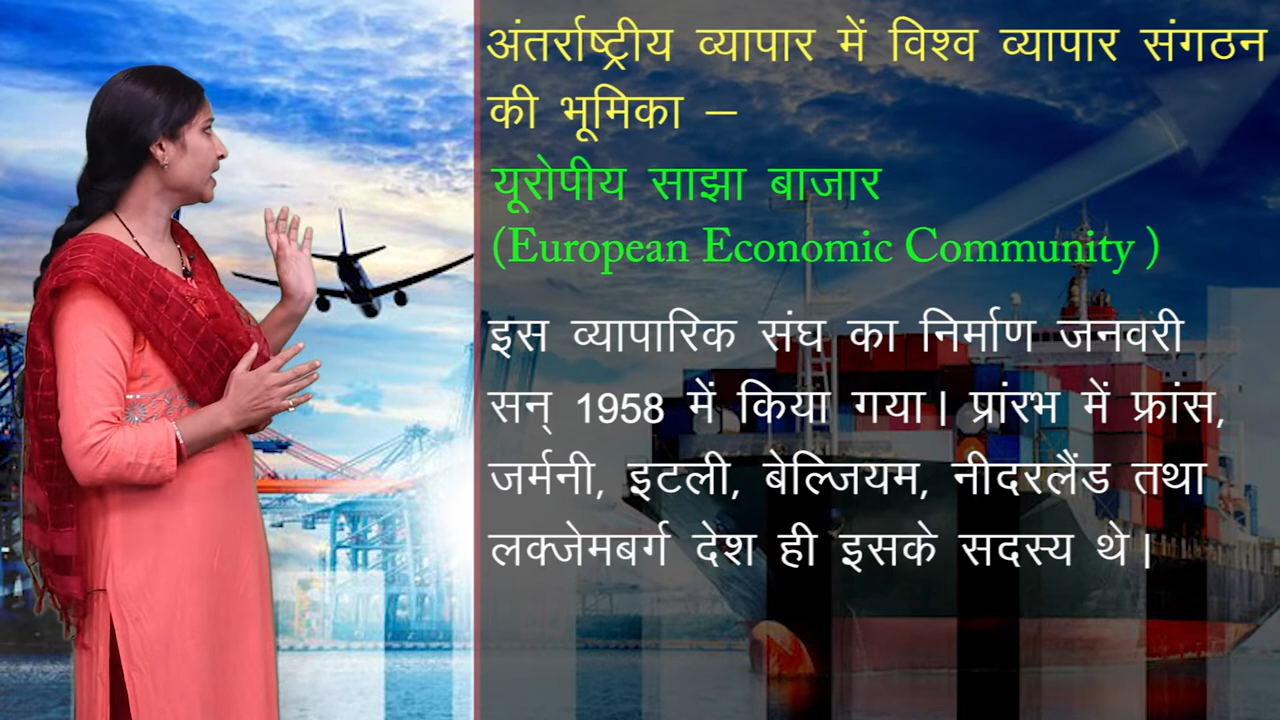 अंतर्राष्ट्रीय व्यापार में विश्व व्यापार संगठन
की भूमिका –
यूरोपीय साझा बाजार
(European Economic Community )
इस व्यापारिक संघ का निर्माण जनवरी
सन् 1958 में किया गया। प्रांरभ में फ्रांस,
जर्मनी, इटली, बेल्जियम, नीदरलैंड तथा
लक्जेमबर्ग देश ही इसके सदस्य थे।